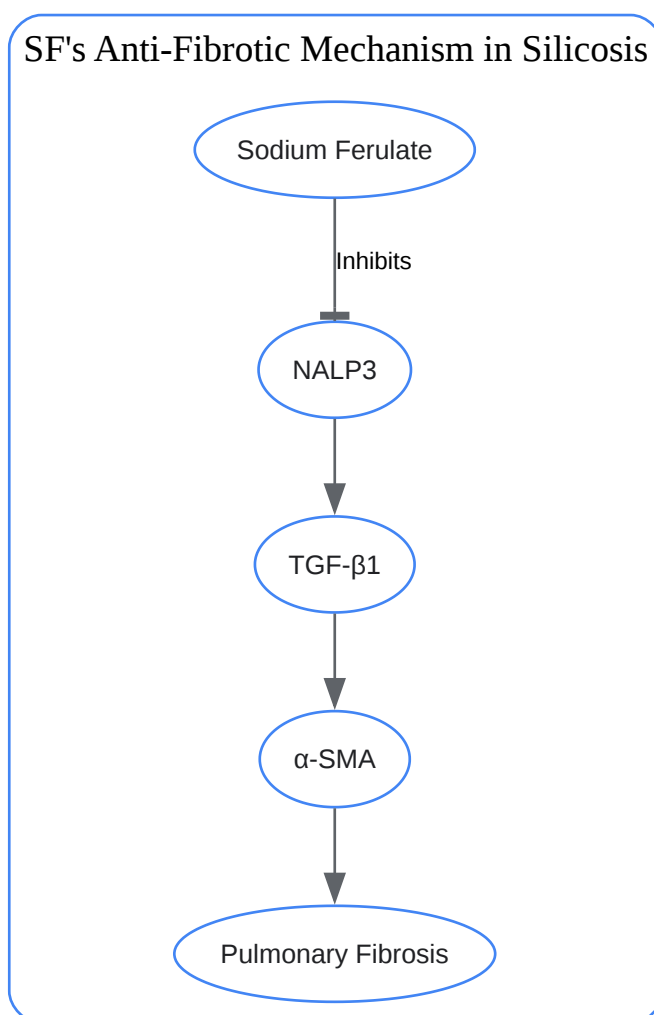 SF's Anti-Fibrotic Mechanism in Silicosis
Sodium Ferulate
Inhibits
NALP3
TGF-β1
α-SMA
Pulmonary Fibrosis